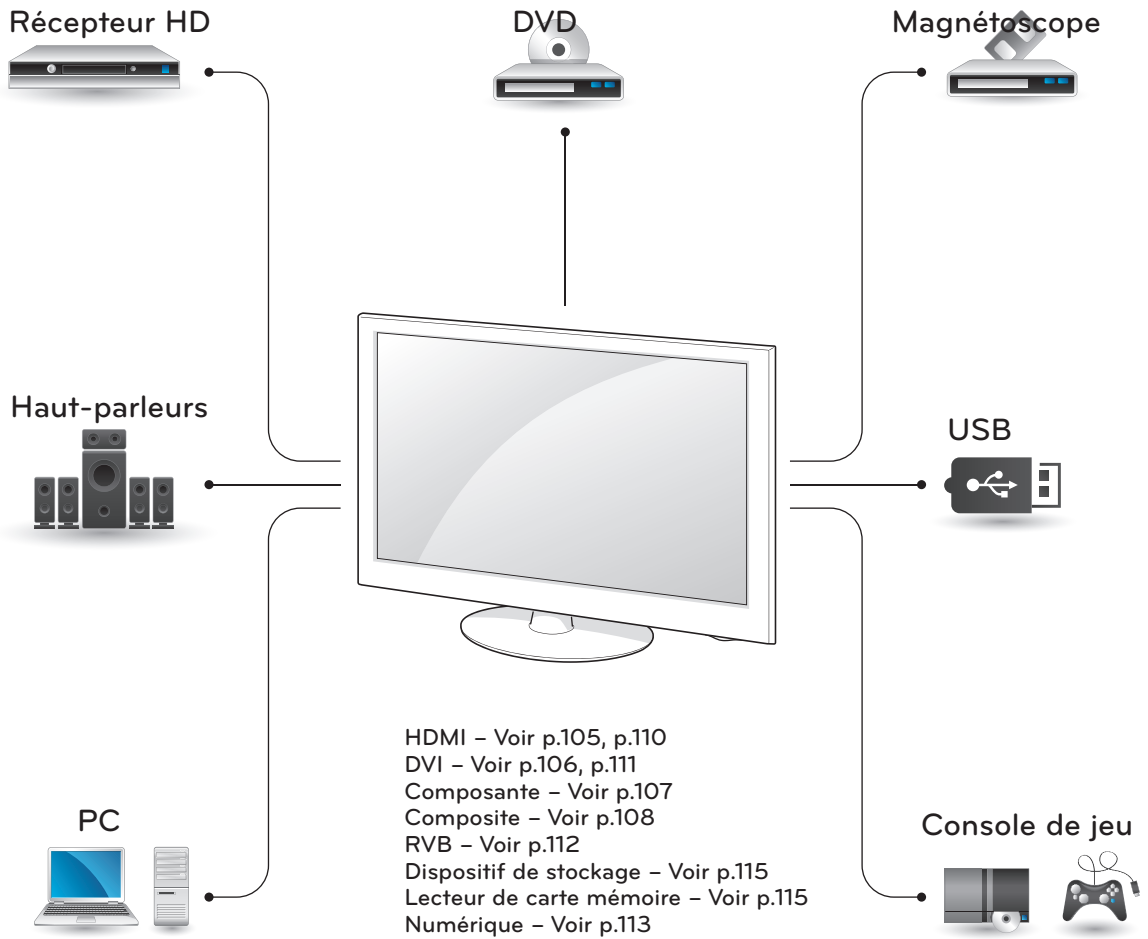 Récepteur HD
DVD
Magnétoscope
Haut-parleurs
USB
PC
Console de jeu
HDMI – Voir p.105, p.110
DVI – Voir p.106, p.111
Composante – Voir p.107
Composite – Voir p.108
RVB – Voir p.112
Dispositif de stockage – Voir p.115
Lecteur de carte mémoire – Voir p.115
Numérique – Voir p.113